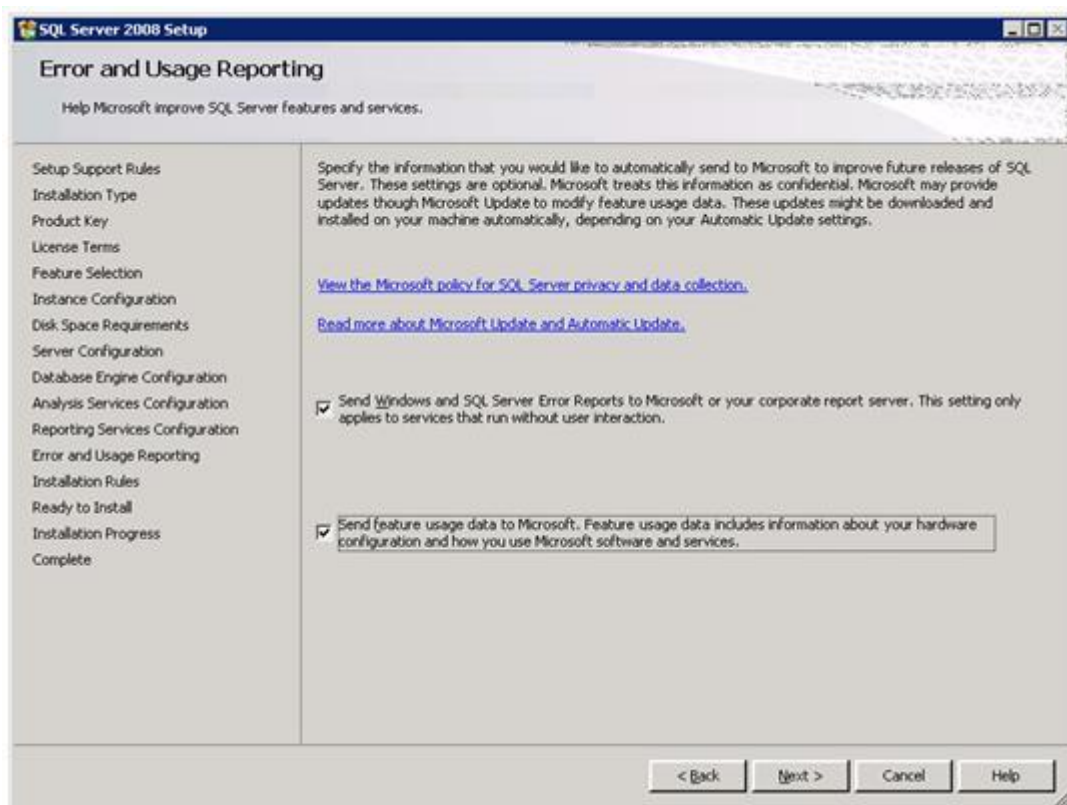 SQL Server 2008 Setup
Error and Usage Reporting
Help Microsoft improve SQL Server features and services.
Setup Support Rules
Installation Type
Product Key
License Terms
Feature Selection
Instance Configuration
Disk Space Requirements
Server Configuration
Database Engine Configuration
Analysis Services Configuration
Reporting Services Configuration
Error and Usage Reporting
Installation Rules
Ready to Install
Installation Progress
Complete
Specify the information that you would like to automatically send to Microsoft to improve future releases of SQL
Server. These settings are optional. Microsoft treats this information as confidential. Microsoft may provide
updates though Microsoft Update to modify feature usage data. These updates might be downloaded and
installed on your machine automatically, depending on your Automatic Update settings.
View the Microsoft policy for SQL Server privacy and data collection.
Read more about Microsoft Update and Automatic Update.
Send Windows and SQL Server Error Reports to Microsoft or your corporate report server. This setting only
applies to services that run without user interaction.
Send feature usage data to Microsoft. Feature usage data includes information about your hardware
configuration and how you use Microsoft software and services.
< Back
Next >
Cancel
Help